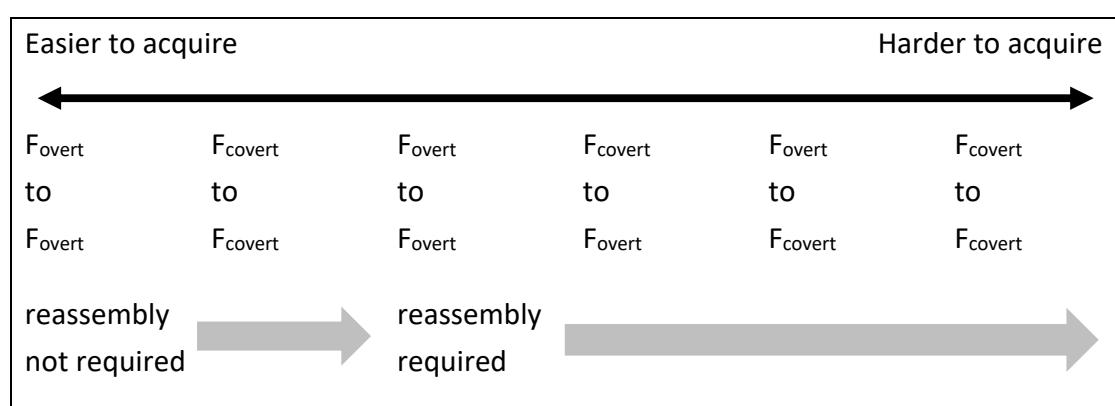 Easier to acquire Harder to acquire
Fovert Fcovert Fovert Fcovert Fovert Fcovert
to to to to to to
Fovert Fcovert Fovert Fovert Fcovert Fcovert
reassembly reassembly
not required required